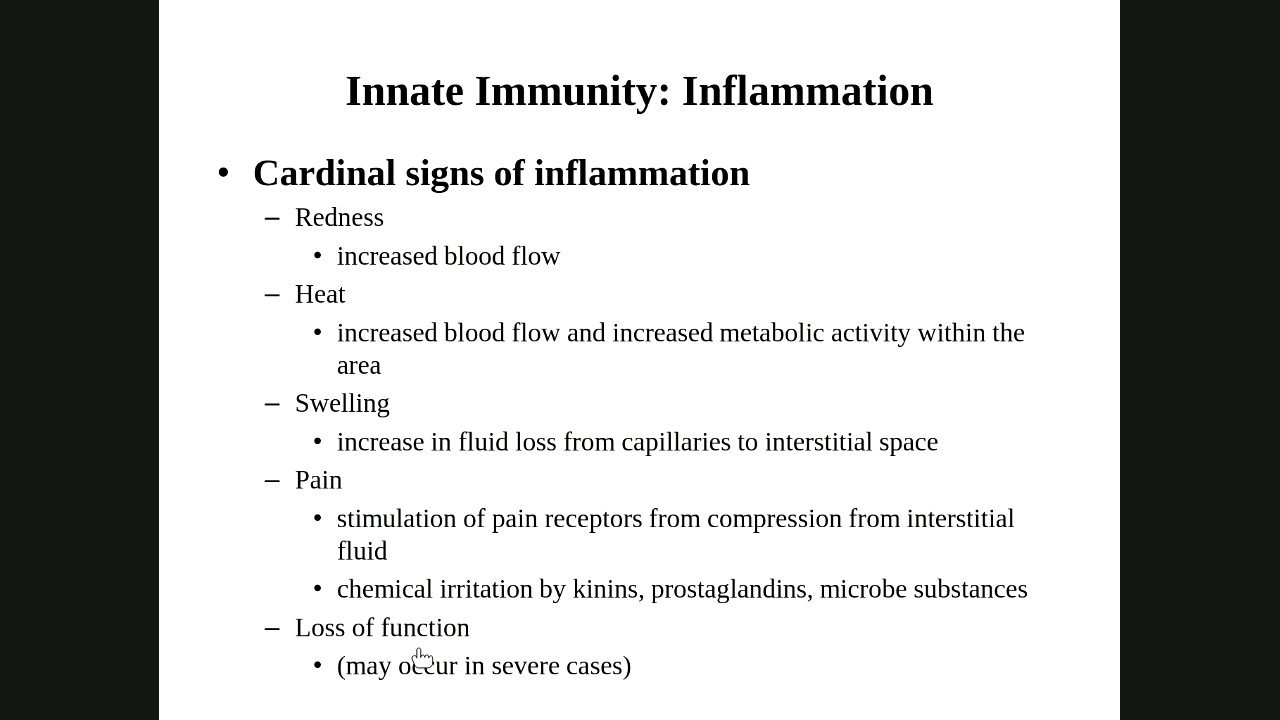 Innate Immunity: Inflammation
• Cardinal signs of inflammation
– Redness
• increased blood flow
– Heat
• increased blood flow and increased metabolic activity within the
area
– Swelling
• increase in fluid loss from capillaries to interstitial space
– Pain
• stimulation of pain receptors from compression from interstitial
fluid
• chemical irritation by kinins, prostaglandins, microbe substances
– Loss of function
• (may occur in severe cases)